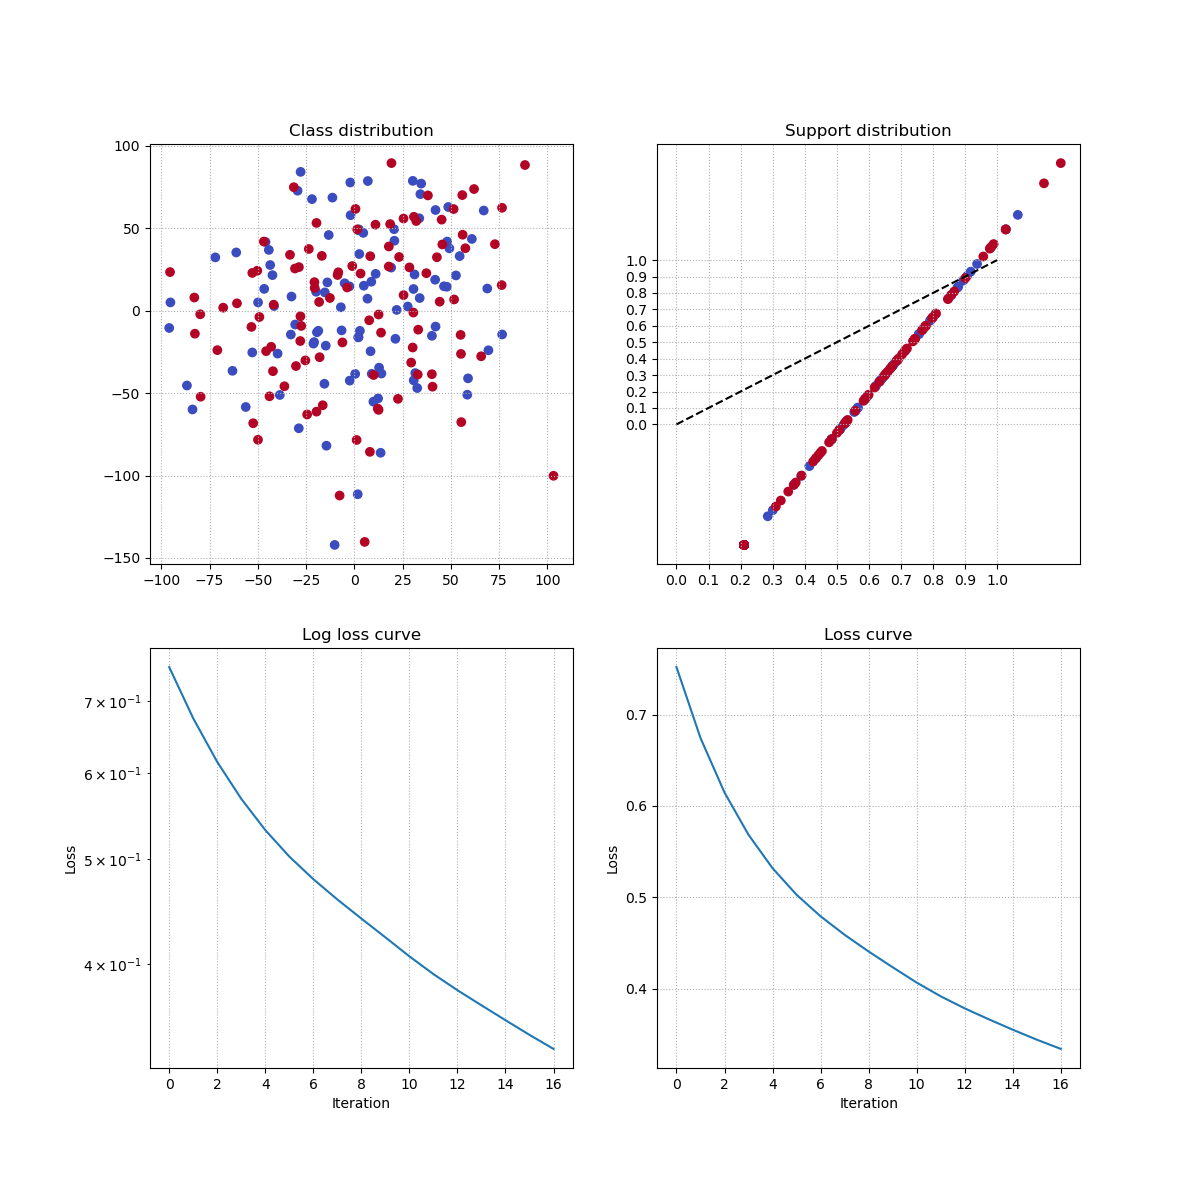 Class distribution
100
50
0
−50
−100
−150
−100 −75 −50 −25 0 25 50 75 100
Support distribution
1.0
0.9
0.8
0.7
0.6
0.5
0.4
0.3
0.2
0.1
0.0
0.0 0.1 0.2 0.3 0.4 0.5 0.6 0.7 0.8 0.9 1.0
Log loss curve
7 × 10⁻¹
6 × 10⁻¹
5 × 10⁻¹
4 × 10⁻¹
Loss
0 2 4 6 8 10 12 14 16
Iteration
Loss curve
0.7
0.6
0.5
0.4
Loss
0 2 4 6 8 10 12 14 16
Iteration